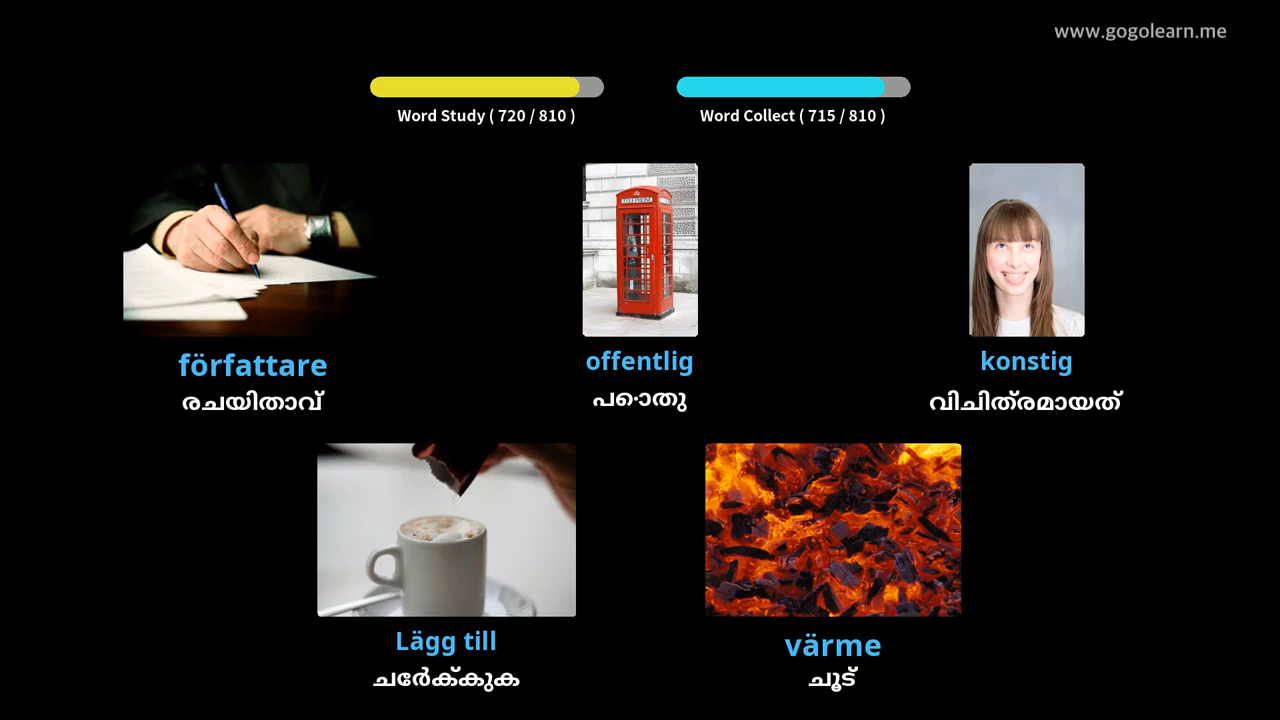 www.gogolearn.me
Word Study ( 720 / 810 )
Word Collect ( 715 / 810 )
TELEPHONE
författare
offentlig
konstig
രചയിതാവ്
പൊതു
വിചിത്രമായത്
Lägg till
värme
ചേർക്കുക
ചൂട്